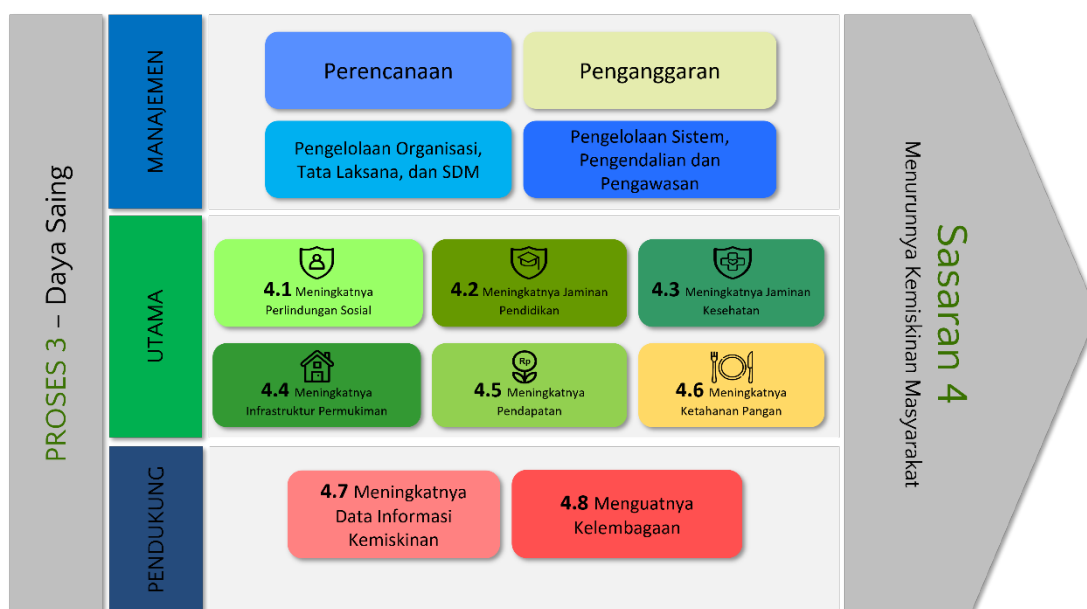 PROSES 3 – Daya Saing
MANAJEMEN
Perencanaan
Penganggaran
Pengelolaan Organisasi,
Tata Laksana, dan SDM
Pengelolaan Sistem,
Pengendalian dan
Pengawasan
UTAMA
4.1 Meningkatnya
Perlindungan Sosial
4.2 Meningkatnya Jaminan
Pendidikan
4.3 Meningkatnya Jaminan
Kesehatan
4.4 Meningkatnya
Infrastruktur Permukiman
Rp
4.5 Meningkatnya
Pendapatan
4.6 Meningkatnya
Ketahanan Pangan
PENDUKUNG
4.7 Meningkatnya
Data Informasi
Kemiskinan
4.8 Menguatnya
Kelembagaan
Sasaran 4
Menurunnya Kemiskinan Masyarakat